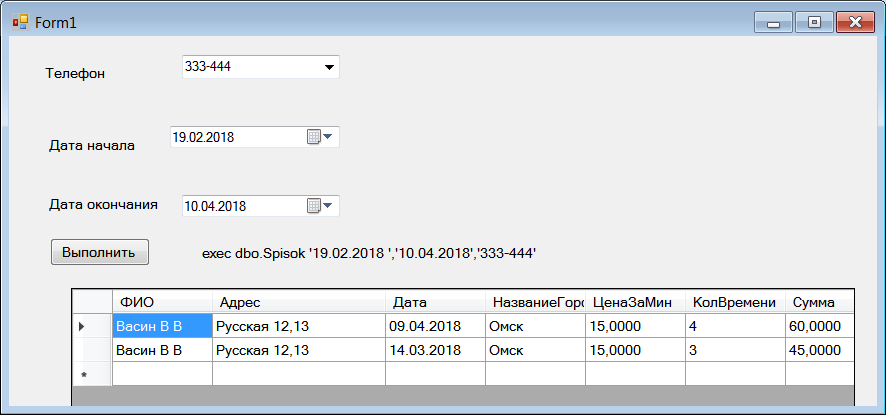 Form1
Телефон 333-444
Дата начала 19.02.2018
Дата окончания 10.04.2018
Выполнить exec dbo.Spisok '19.02.2018 ','10.04.2018','333-444'
ФИО Адрес Дата НазваниеГоро ЦенаЗаМин КолВремени Сумма
Васин В В Русская 12,13 09.04.2018 Омск 15,0000 4 60,0000
Васин В В Русская 12,13 14.03.2018 Омск 15,0000 3 45,0000